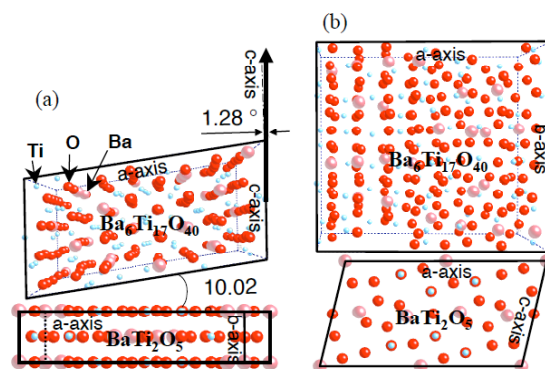 (a)
c-axis
1.28 °
Ti
O
Ba
a-axis
Ba6Ti17O40
c-axis
10.02
a-axis
BaTi2O5
b-axis
(b)
a-axis
Ba6Ti17O40
b-axis
a-axis
BaTi2O5
c-axis